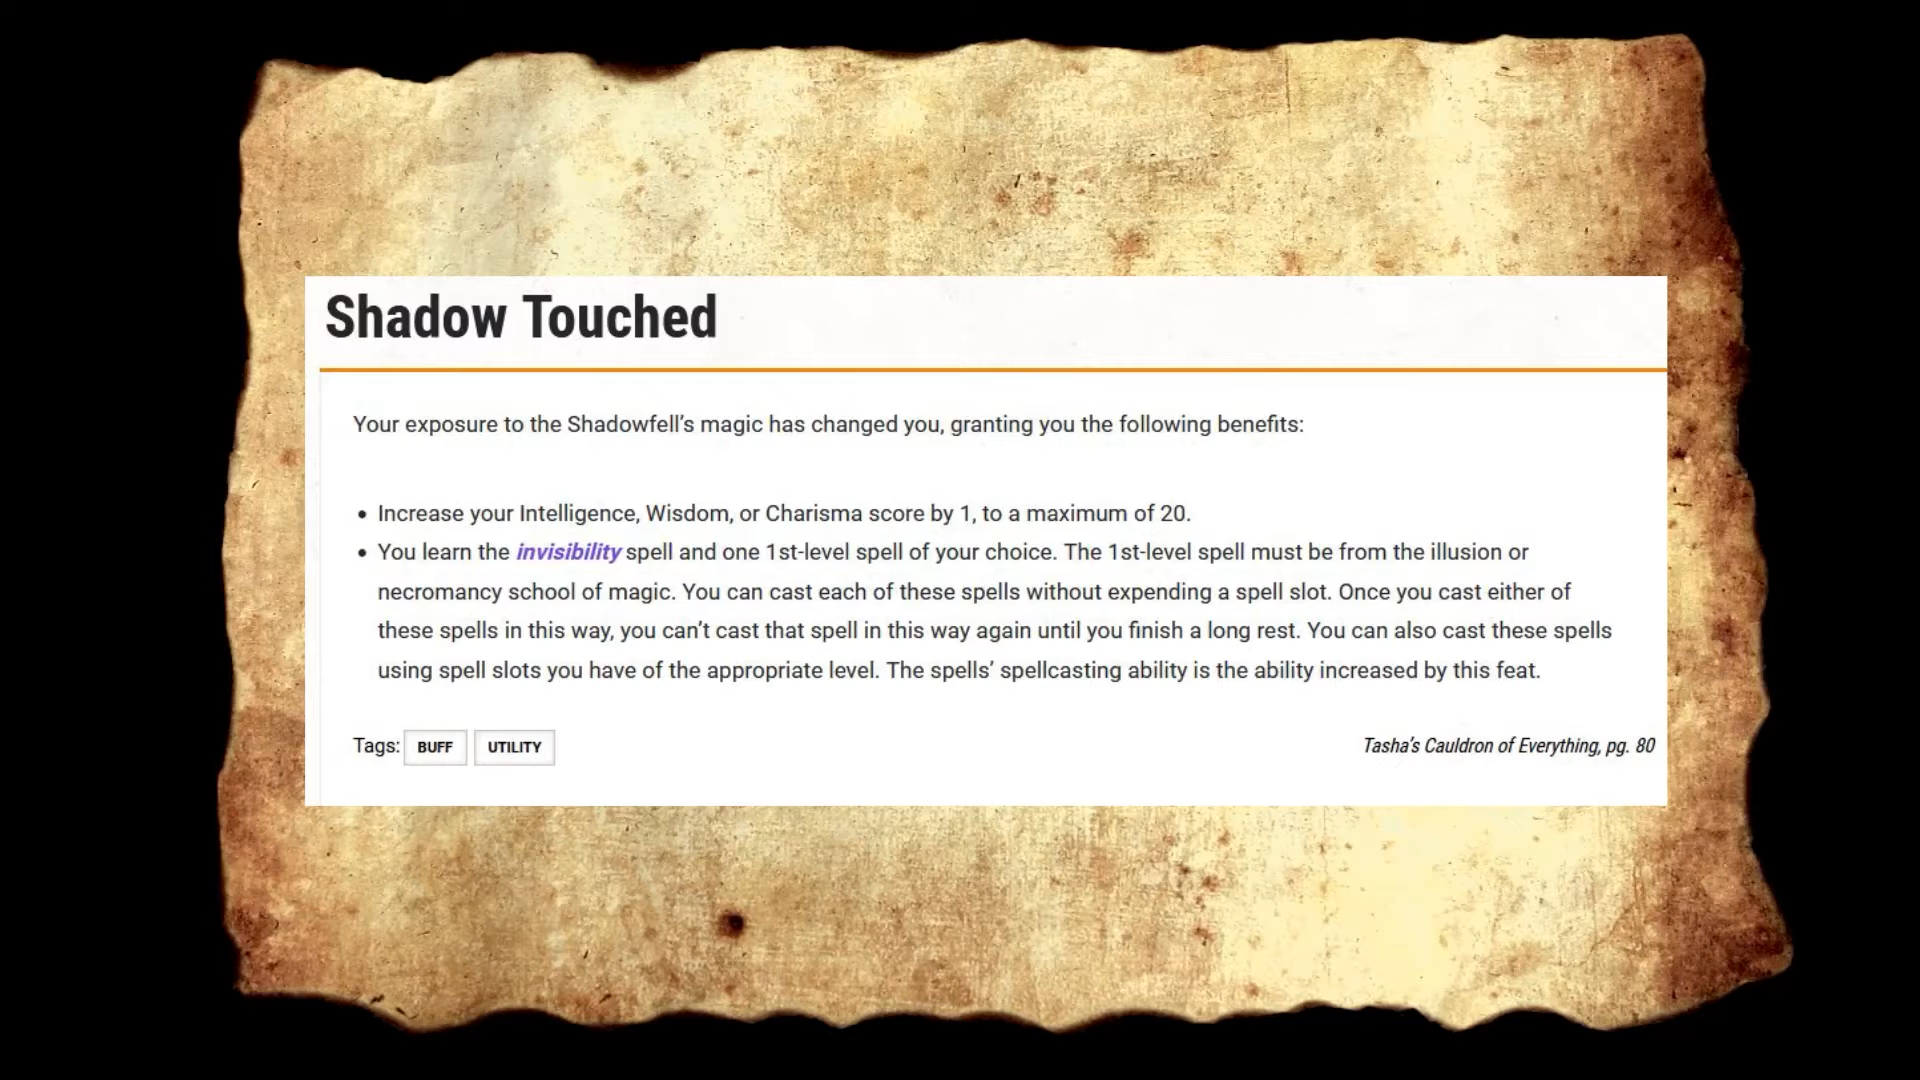 Shadow Touched
Your exposure to the Shadowfell’s magic has changed you, granting you the following benefits:
• Increase your Intelligence, Wisdom, or Charisma score by 1, to a maximum of 20.
• You learn the invisibility spell and one 1st-level spell of your choice. The 1st-level spell must be from the illusion or
necromancy school of magic. You can cast each of these spells without expending a spell slot. Once you cast either of
these spells in this way, you can’t cast that spell in this way again until you finish a long rest. You can also cast these spells
using spell slots you have of the appropriate level. The spells’ spellcasting ability is the ability increased by this feat.
Tags: BUFF UTILITY Tasha’s Cauldron of Everything, pg. 80